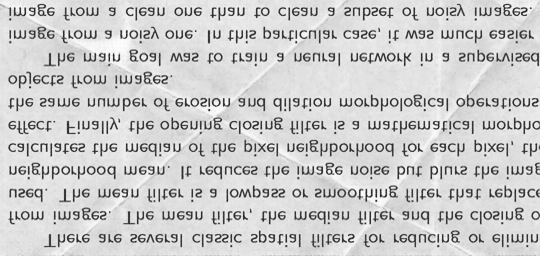 There are several classic spatial filters for reducing or elimin
from images. The mean filter, the median filter and the closing o
used. The mean filter is a lowpass or smoothing filter that replace
neighborhood mean. It reduces the image noise but blurs the imag
calculates the median of the pixel neighborhood for each pixel, th
effect. Finally, the opening closing filter is a mathematical morpho
the same number of erosion and dilation morphological operations
objects from images.
The main goal was to train a neural network in a supervised
image from a noisy one. In this particular case, it was much easier
image from a clean one than to clean a subset of noisy images.